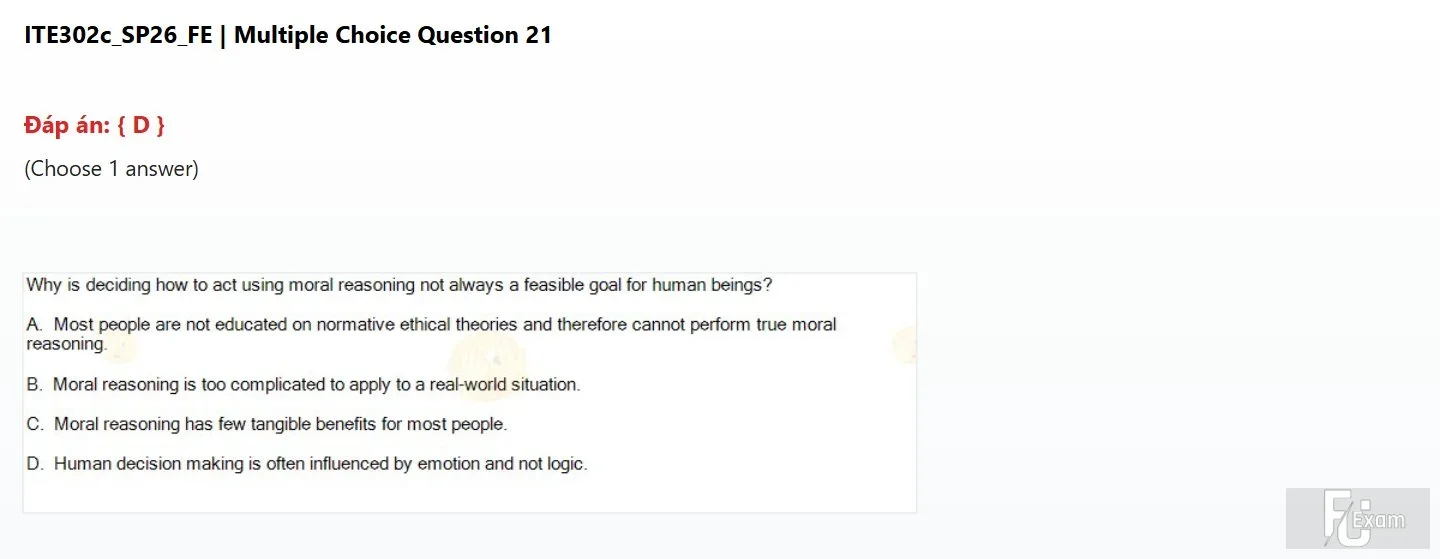 ITE302c_SP26_FE | Multiple Choice Question 21
Đáp án: { D }
(Choose 1 answer)
Why is deciding how to act using moral reasoning not always a feasible goal for human beings?
A. Most people are not educated on normative ethical theories and therefore cannot perform true moral
reasoning.
B. Moral reasoning is too complicated to apply to a real-world situation.
C. Moral reasoning has few tangible benefits for most people.
D. Human decision making is often influenced by emotion and not logic.
Exam